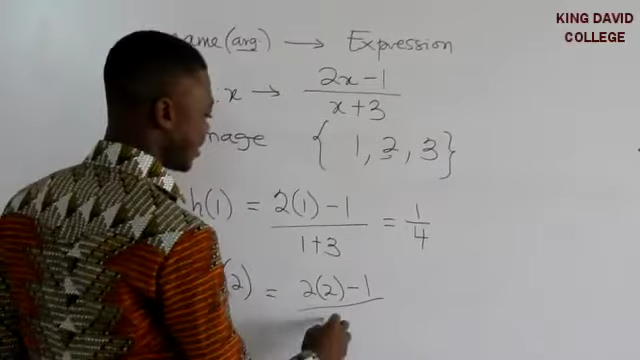 KING DAVID
COLLEGE
name(arg.) → Expression
x → (2x-1)/(x+3)
mage { 1, 2, 3 }
h(1) = (2(1)-1)/(1+3) = 1/4
(2) = 2(2)-1